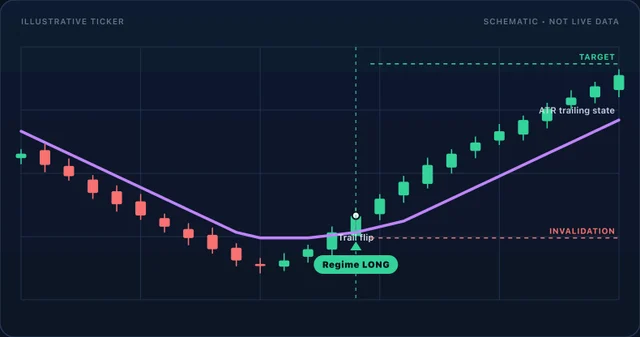 ILLUSTRATIVE TICKER
SCHEMATIC • NOT LIVE DATA
TARGET
ATR trailing state
INVALIDATION
Trail flip
Regime LONG